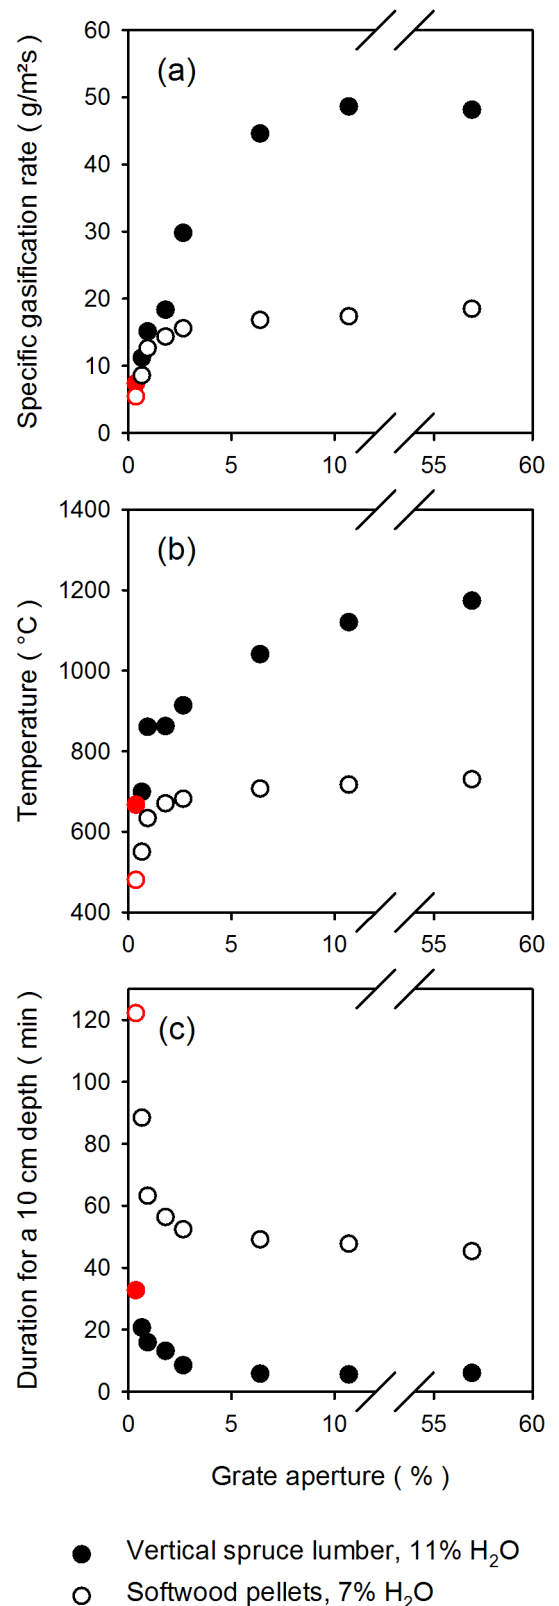 Specific gasification rate ( g/m²s )
(a)
60
50
40
30
20
10
0
0 5 10 55 60
Temperature ( °C )
(b)
1400
1200
1000
800
600
400
0 5 10 55 60
Duration for a 10 cm depth ( min )
(c)
120
100
80
60
40
20
0
0 5 10 55 60
Grate aperture ( % )
Vertical spruce lumber, 11% H₂O
Softwood pellets, 7% H₂O